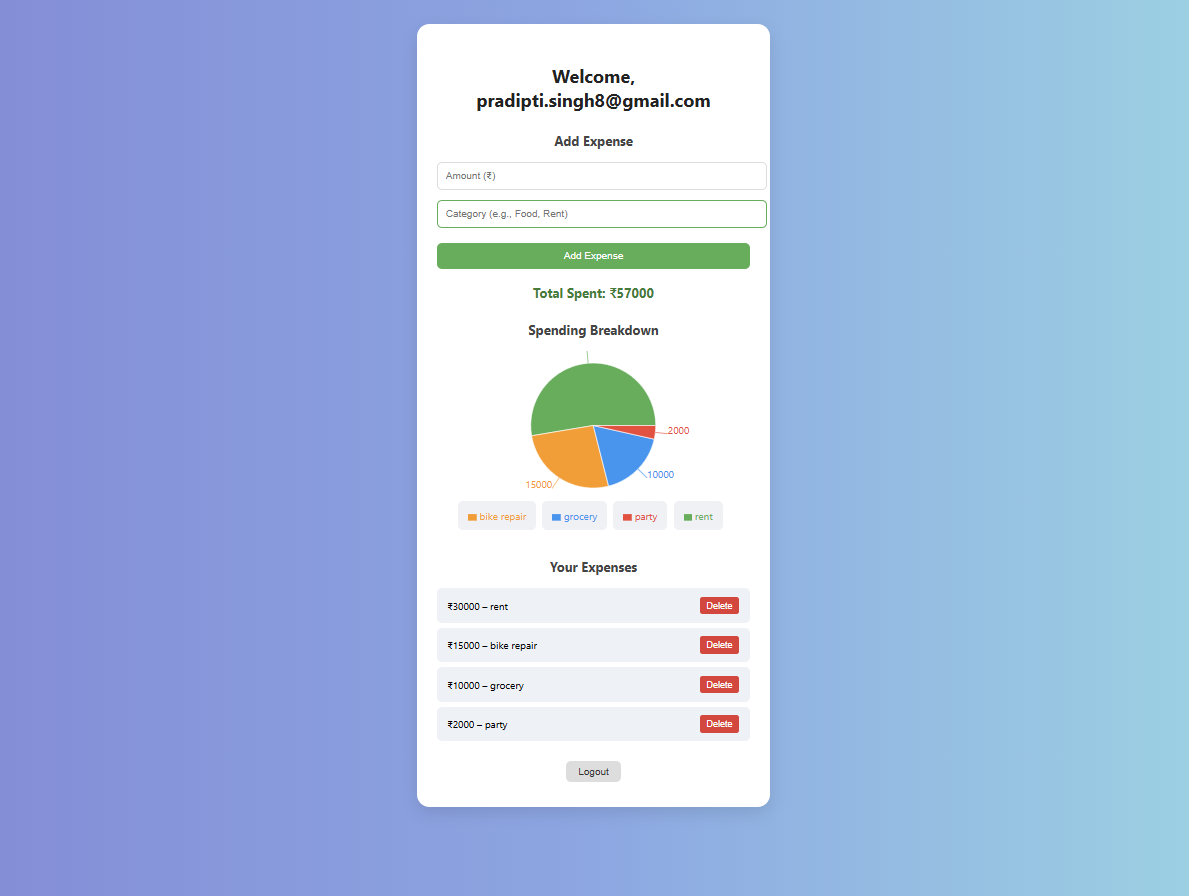 Welcome,
pradipti.singh8@gmail.com
Add Expense
Amount (₹)
Category (e.g., Food, Rent)
Add Expense
Total Spent: ₹57000
Spending Breakdown
2000
10000
15000
bike repair
grocery
party
rent
Your Expenses
₹30000 – rent
Delete
₹15000 – bike repair
Delete
₹10000 – grocery
Delete
₹2000 – party
Delete
Logout